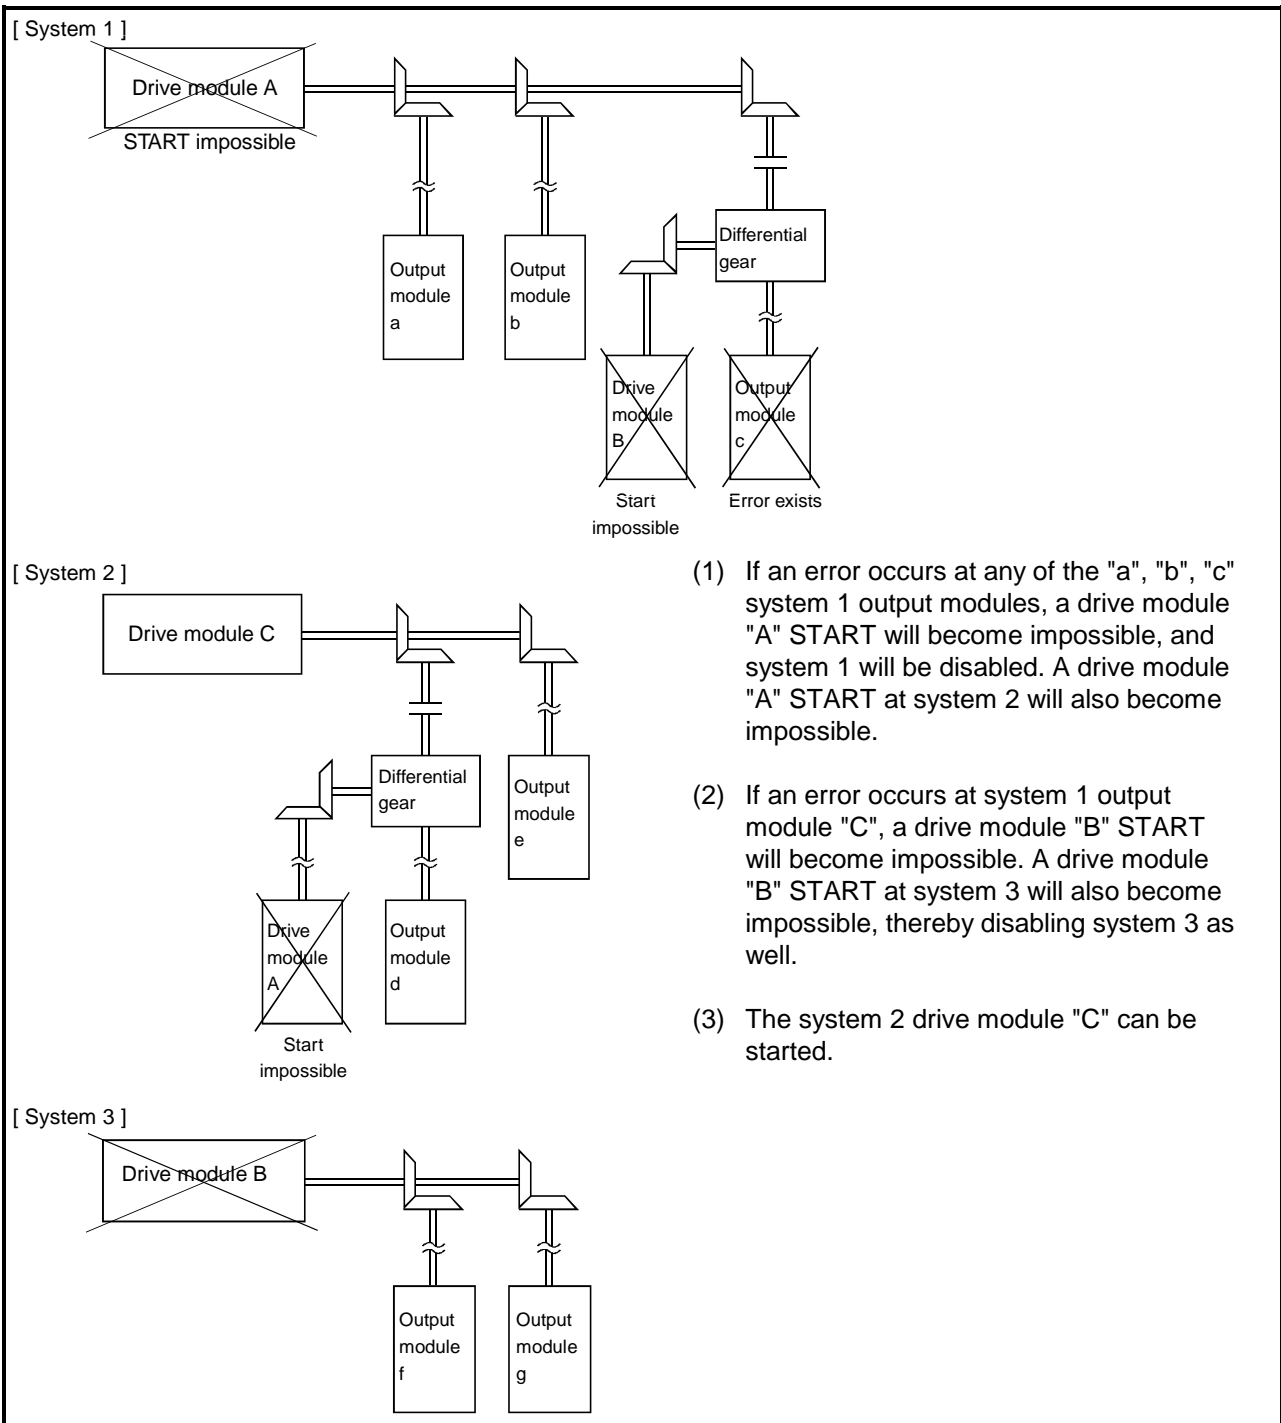 [ System 1 ]
Drive module A
START impossible
Output
module
a
Output
module
b
Differential
gear
Drive
module
B
Output
module
c
Start
impossible
Error exists
[ System 2 ]
Drive module C
Differential
gear
Output
module
e
Drive
module
A
Output
module
d
Start
impossible
(1) If an error occurs at any of the "a", "b", "c"
system 1 output modules, a drive module
"A" START will become impossible, and
system 1 will be disabled. A drive module
"A" START at system 2 will also become
impossible.
(2) If an error occurs at system 1 output
module "C", a drive module "B" START
will become impossible. A drive module
"B" START at system 3 will also become
impossible, thereby disabling system 3 as
well.
(3) The system 2 drive module "C" can be
started.
[ System 3 ]
Drive module B
Output
module
f
Output
module
g